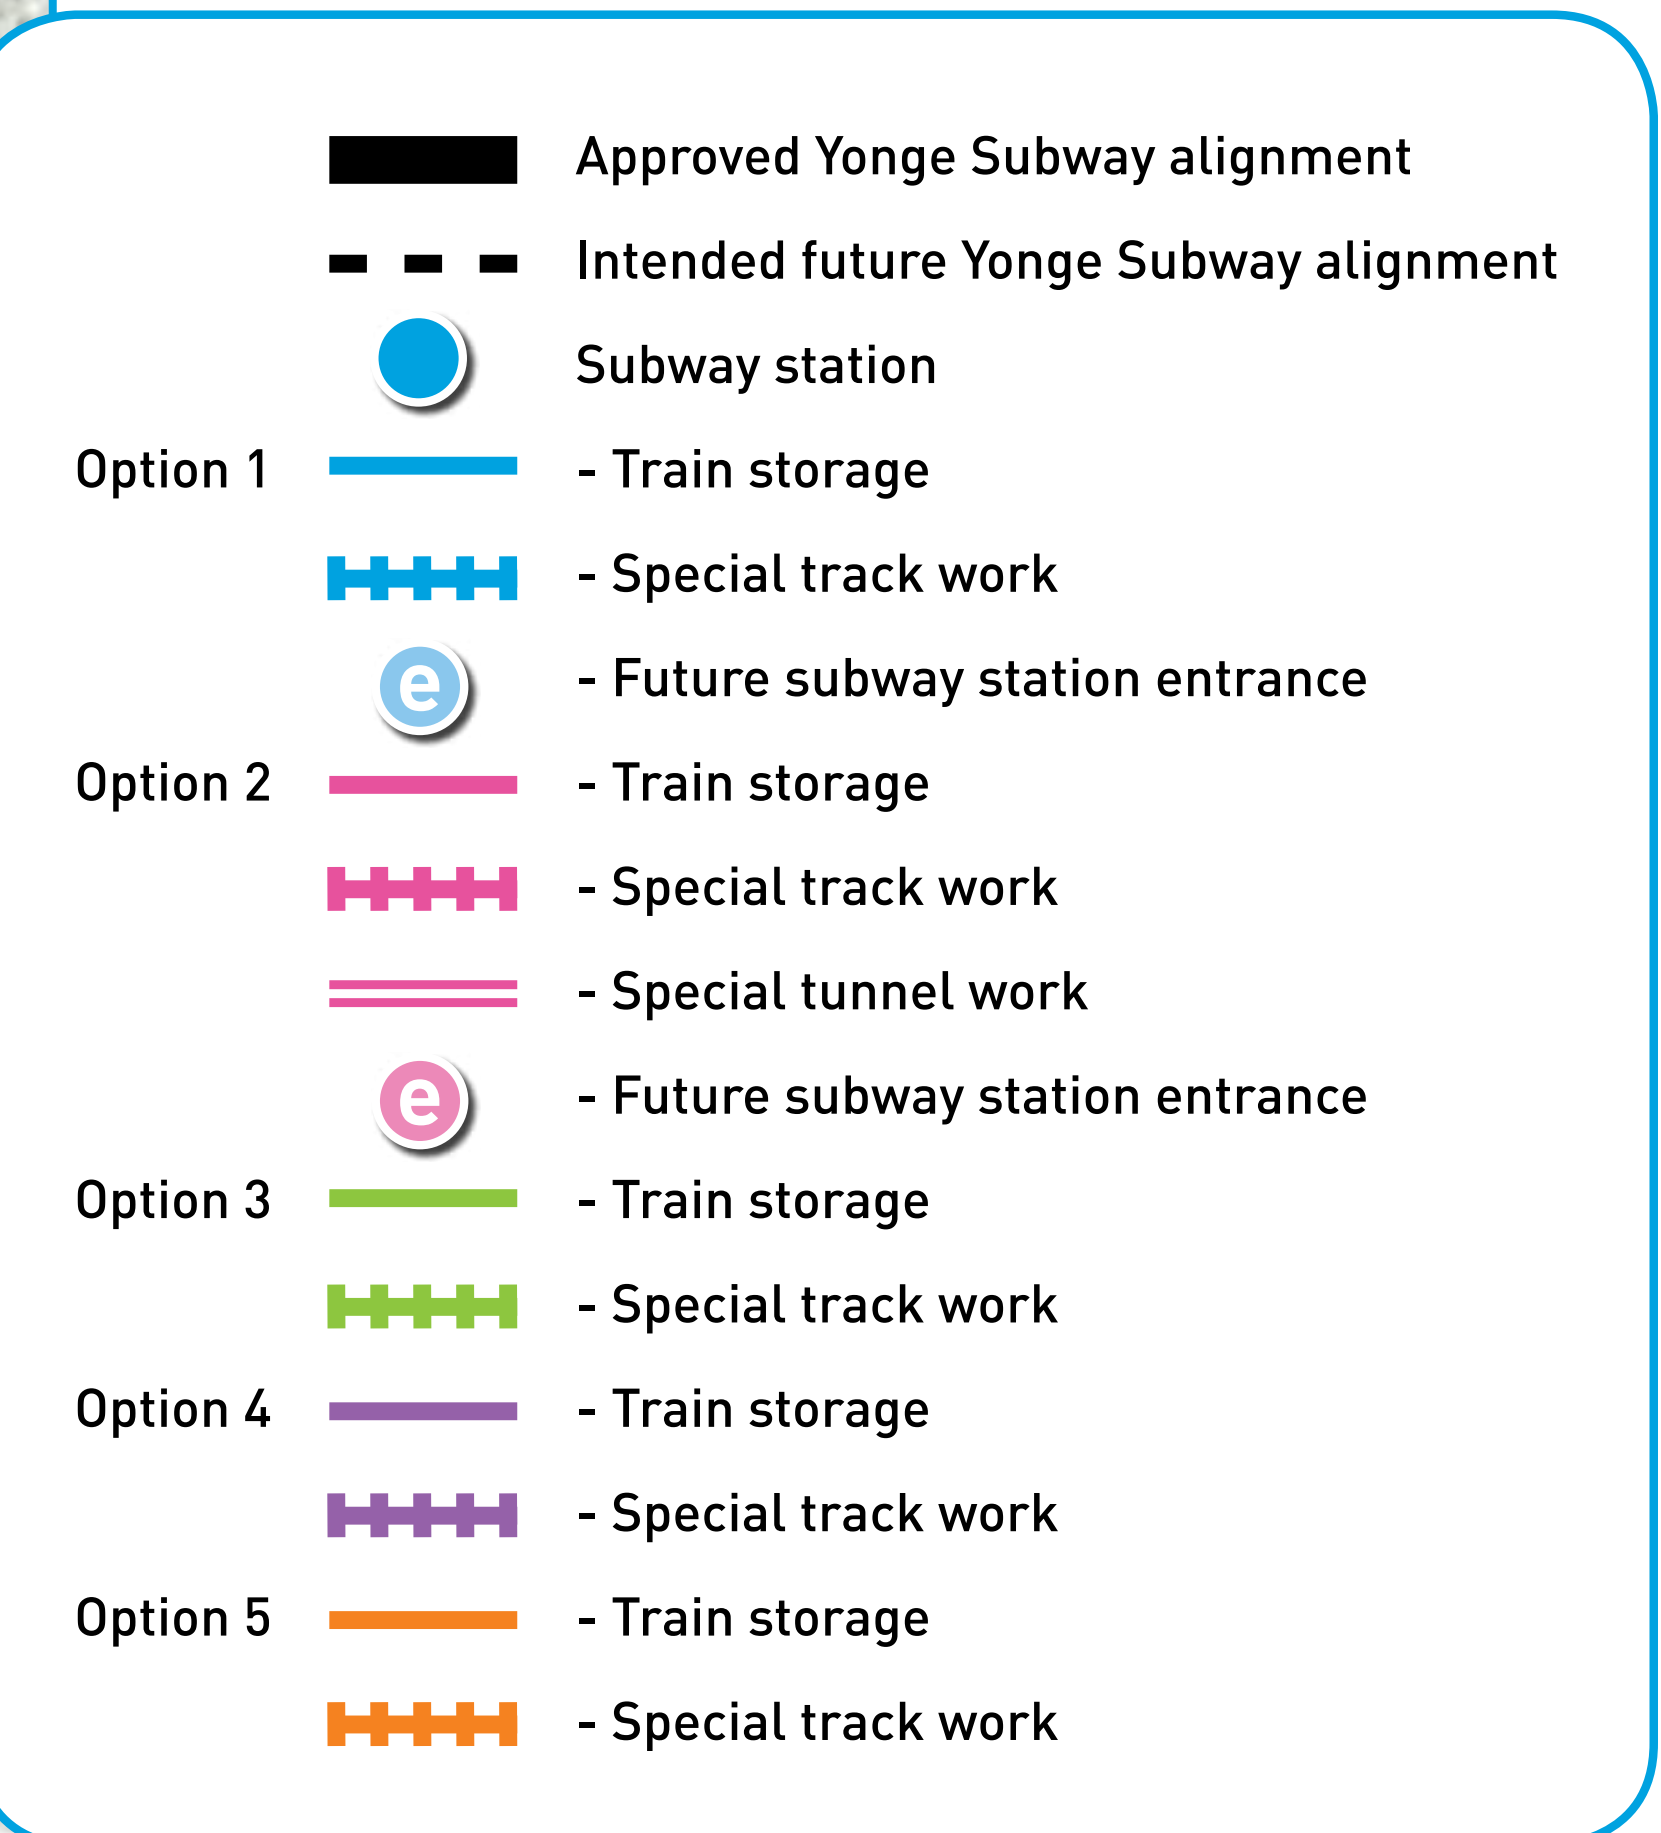 Approved Yonge Subway alignment
Intended future Yonge Subway alignment
Subway station
Option 1 - Train storage
- Special track work
e - Future subway station entrance
Option 2 - Train storage
- Special track work
- Special tunnel work
e - Future subway station entrance
Option 3 - Train storage
- Special track work
Option 4 - Train storage
- Special track work
Option 5 - Train storage
- Special track work